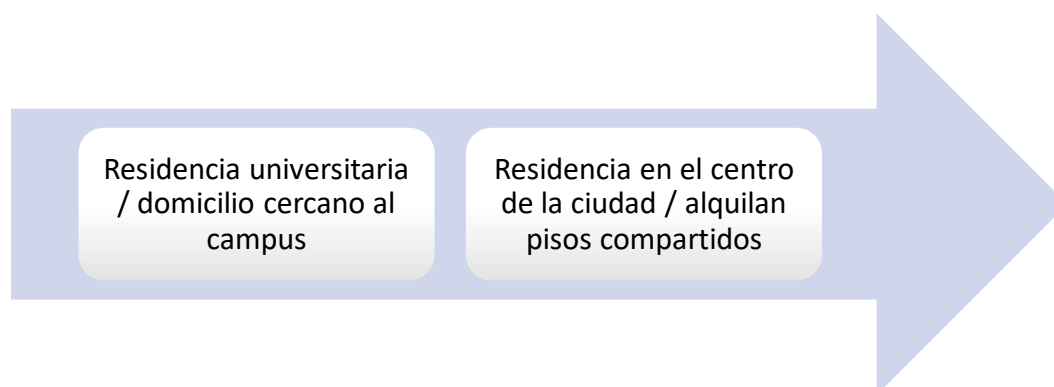 Residencia universitaria
/ domicilio cercano al
campus
Residencia en el centro
de la ciudad / alquilan
pisos compartidos